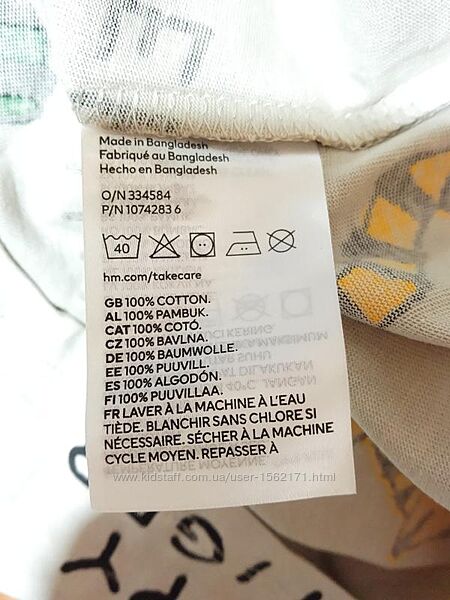 Made in Bangladesh
Fabriqué au Bangladesh
Hecho en Bangladesh
O/N 334584
P/N 1074283 6
40
hm.com/takecare
GB 100% COTTON.
AL 100% PAMBUK.
CAT 100% COTÓ.
CZ 100% BAVLNA.
DE 100% BAUMWOLLE.
EE 100% PUUVILL.
ES 100% ALGODÓN.
FI 100% PUUVILLAA.
FR LAVER À LA MACHINE À L'EAU
TIÈDE. BLANCHIR SANS CHLORE SI
NÉCESSAIRE. SÉCHER À LA MACHINE
CYCLE MOYEN. REPASSER À
www.kidstaff.com.ua/user-1562171.html